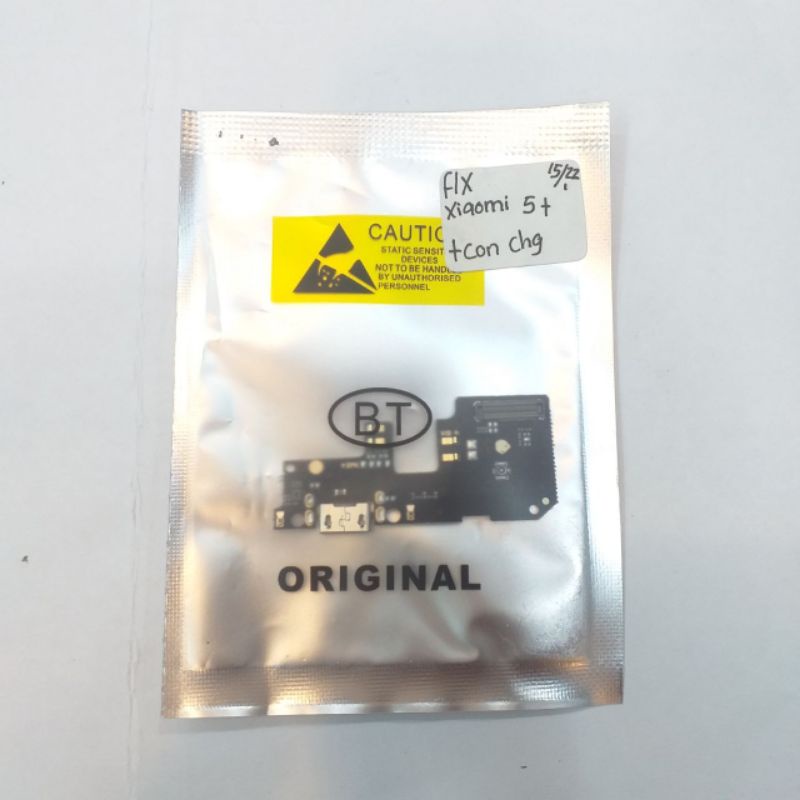 FlX 15/22
xiaomi 5+
+ con chg
CAUTIO
STATIC SENSIT
DEVICES
NOT TO BE HANDL
BY UNAUTHORISED
PERSONNEL
BT
ORIGINAL